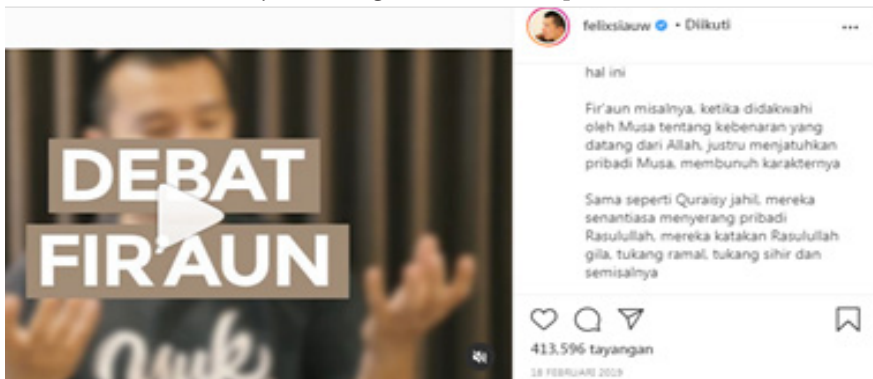 felixsiauw • Diikuti
hal ini
Fir'aun misalnya, ketika didakwahi
oleh Musa tentang kebenaran yang
datang dari Allah, justru menjatuhkan
pribadi Musa, membunuh karakternya
Sama seperti Quraisy jahil, mereka
senantiasa menyerang pribadi
Rasulullah, mereka katakan Rasulullah
gila, tukang ramal, tukang sihir dan
semisalnya
413.596 tayangan
18 FEBRUARI 2019
DEBAT
FIR'AUN